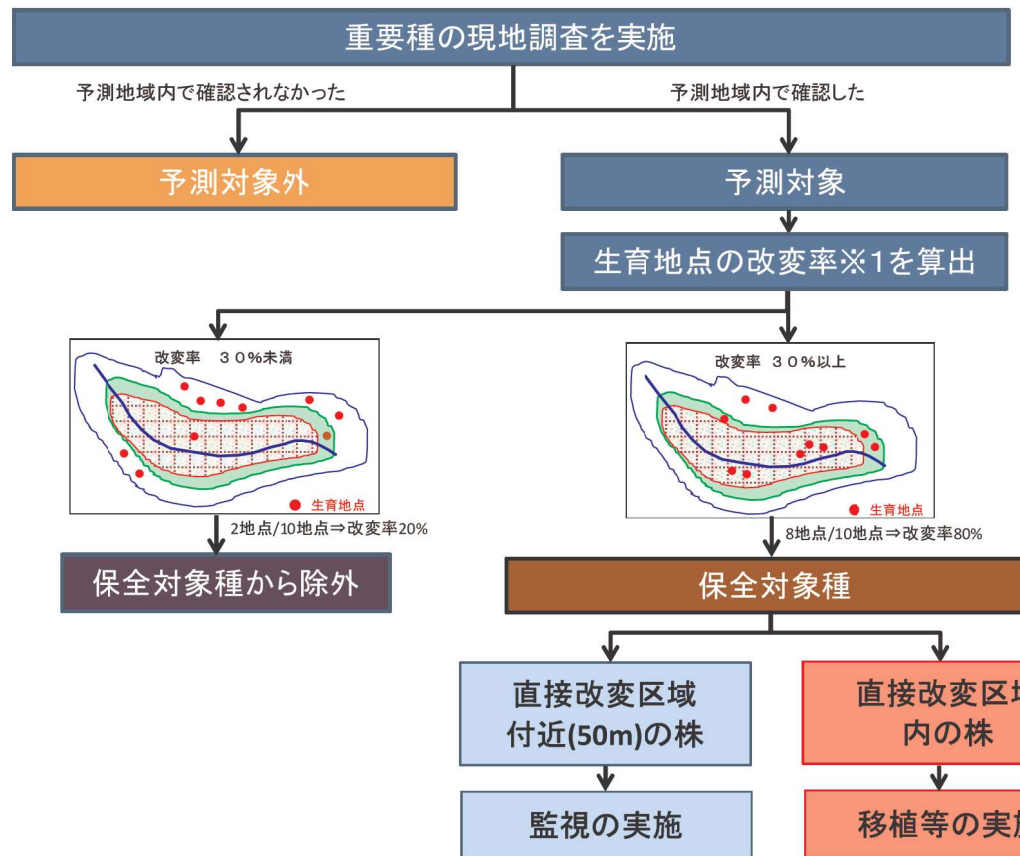 重要種の現地調査を実施
予測地域内で確認されなかった
予測地域内で確認した
予測対象外
予測対象
生育地点の改変率※1を算出
改変率 30%未満
生育地点
改変率 30%以上
生育地点
2地点/10地点⇒改変率20%
8地点/10地点⇒改変率80%
保全対象種から除外
保全対象種
直接改変区域
付近(50m)の株
直接改変区域
内の株
監視の実施
移植等の実施